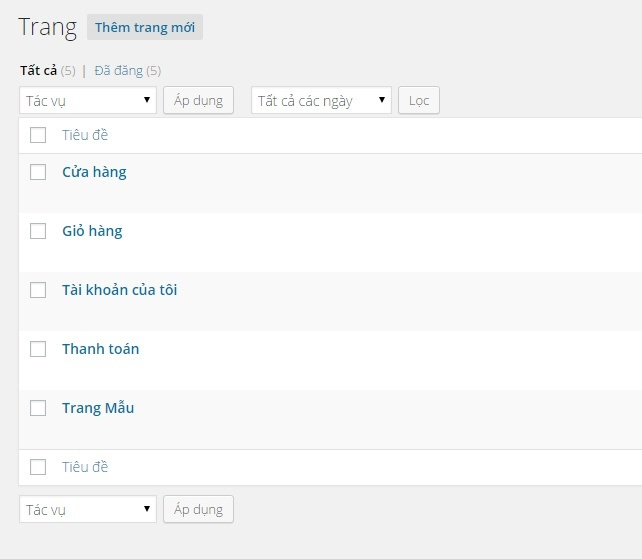 Trang Thêm trang mới
Tất cả (5) | Đã đăng (5)
Tác vụ Áp dụng Tất cả các ngày Lọc
Tiêu đề
Cửa hàng
Giỏ hàng
Tài khoản của tôi
Thanh toán
Trang Mẫu
Tiêu đề
Tác vụ Áp dụng